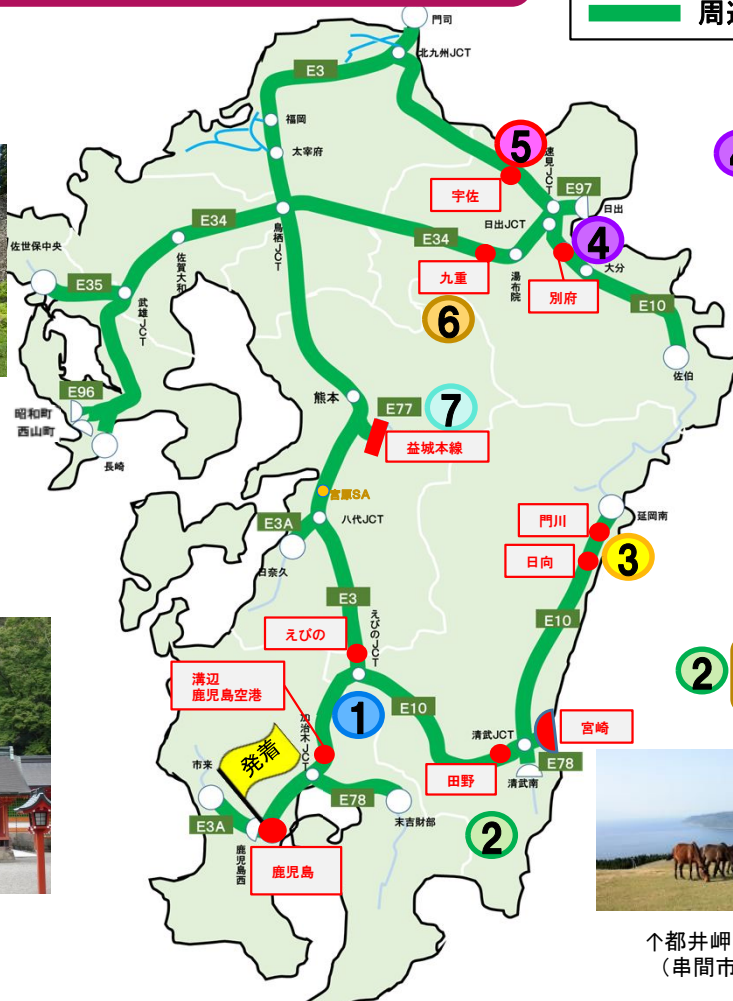 周遊
門司
北九州JCT
E3
福岡
太宰府
5
速見JCT
宇佐
E97
日出
日出JCT
4
E34
鳥栖JCT
佐世保中央
佐賀大和
E34
九重
湯布院
別府
大分
E35
武雄JCT
6
E10
佐伯
E96
昭和町
西山町
長崎
熊本
E77
7
益城本線
宮原SA
E3A
八代JCT
日奈久
門川
延岡南
日向
3
E3
えびのJCT
えびの
E10
溝辺
鹿児島空港
2
1
E10
加治木JCT
清武JCT
宮崎
発着
市来
田野
E78
清武南
E78
末吉財部
E3A
鹿児島西
2
鹿児島
↑都井岬
(串間市